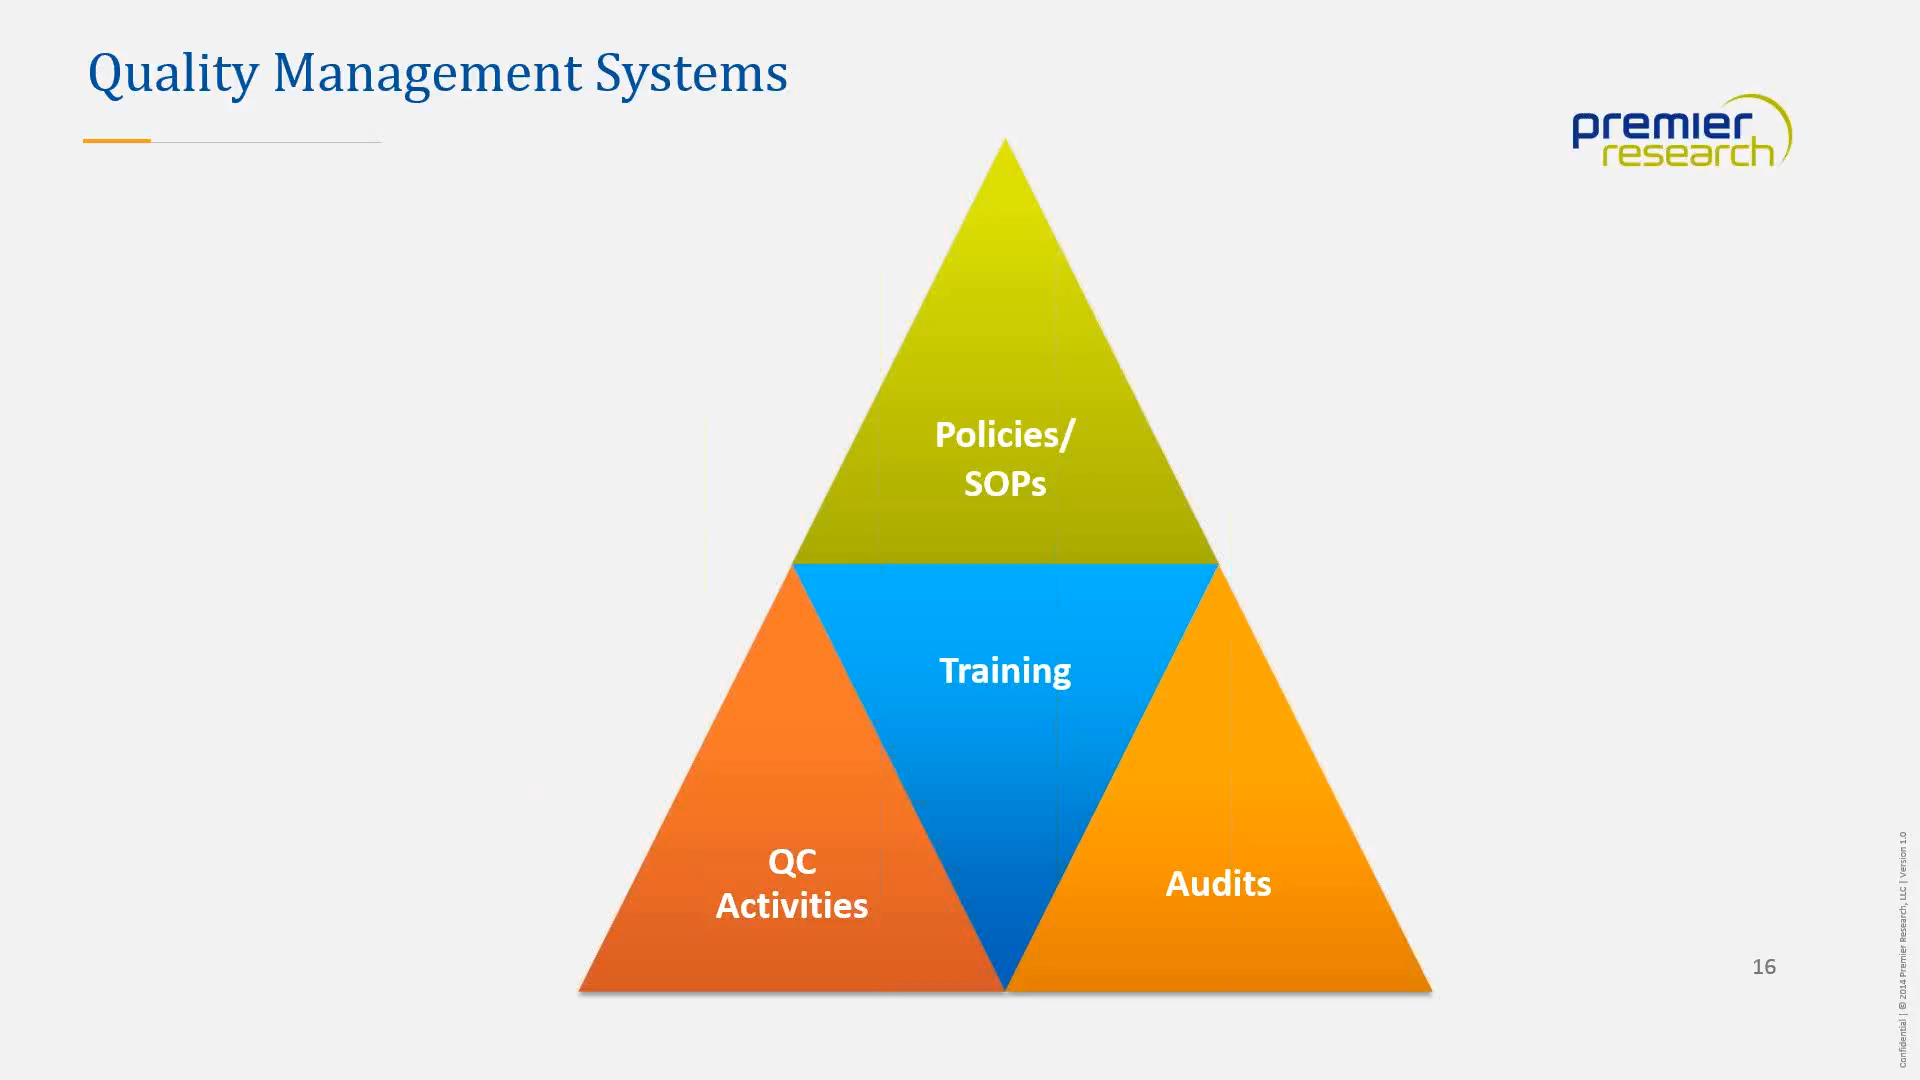 Quality Management Systems
premier
research
Policies/
SOPs
Training
QC
Activities
Audits
16
Confidential | © 2014 Premier Research, LLC | Version 1.0